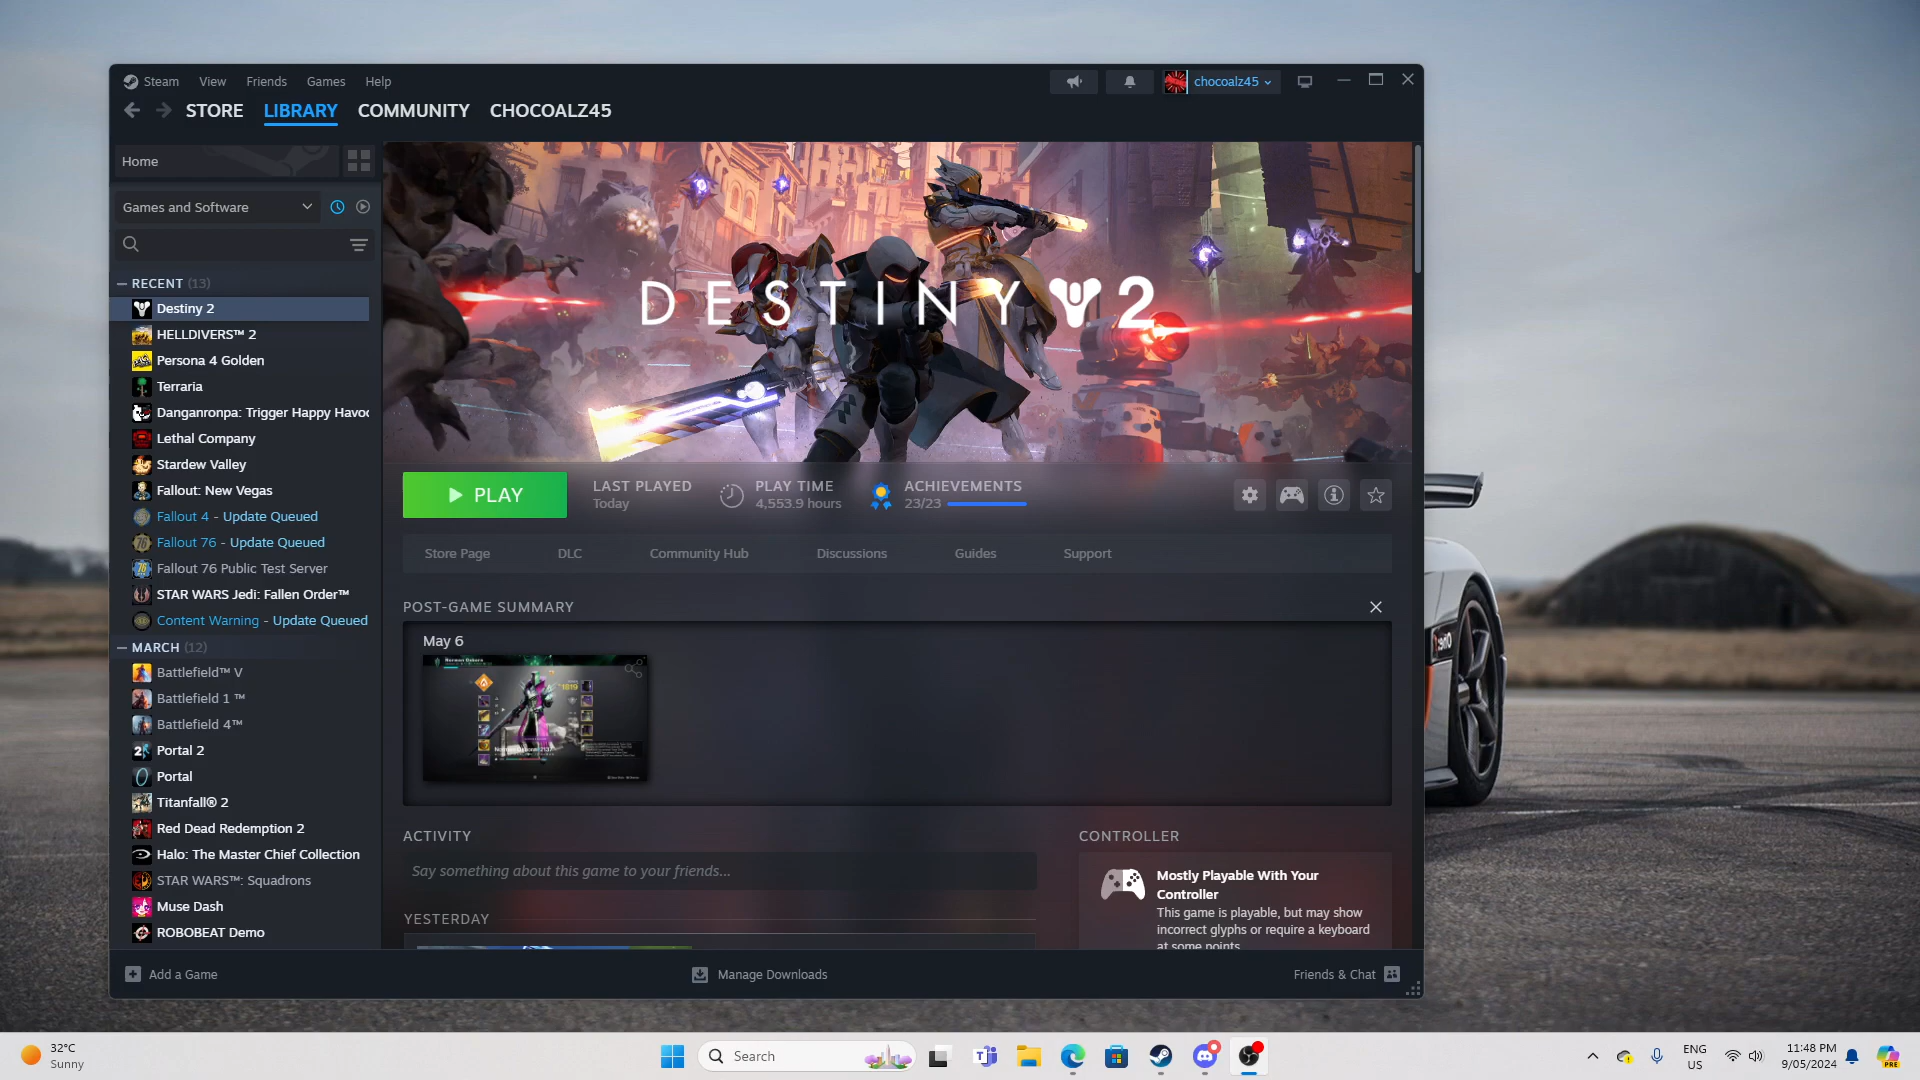 Steam View Friends Games Help
chocoalz45
STORE LIBRARY COMMUNITY CHOCOALZ45
Home
Games and Software
RECENT (13)
Destiny 2
HELLDIVERS™ 2
Persona 4 Golden
Terraria
Danganronpa: Trigger Happy Havoc
Lethal Company
Stardew Valley
Fallout: New Vegas
Fallout 4 - Update Queued
Fallout 76 - Update Queued
Fallout 76 Public Test Server
STAR WARS Jedi: Fallen Order™
Content Warning - Update Queued
MARCH (12)
Battlefield™ V
Battlefield 1 ™
Battlefield 4™
Portal 2
Portal
Titanfall® 2
Red Dead Redemption 2
Halo: The Master Chief Collection
STAR WARS™: Squadrons
Muse Dash
ROBOBEAT Demo
DESTINY 2
PLAY
LAST PLAYED
Today
PLAY TIME
4,553.9 hours
ACHIEVEMENTS
23/23
Store Page DLC Community Hub Discussions Guides Support
POST-GAME SUMMARY
May 6
ACTIVITY
Say something about this game to your friends...
YESTERDAY
CONTROLLER
Mostly Playable With Your
Controller
This game is playable, but may show
incorrect glyphs or require a keyboard
at some points
Add a Game
Manage Downloads
Friends & Chat
32°C
Sunny
Search
ENG
US
11:48 PM
9/05/2024